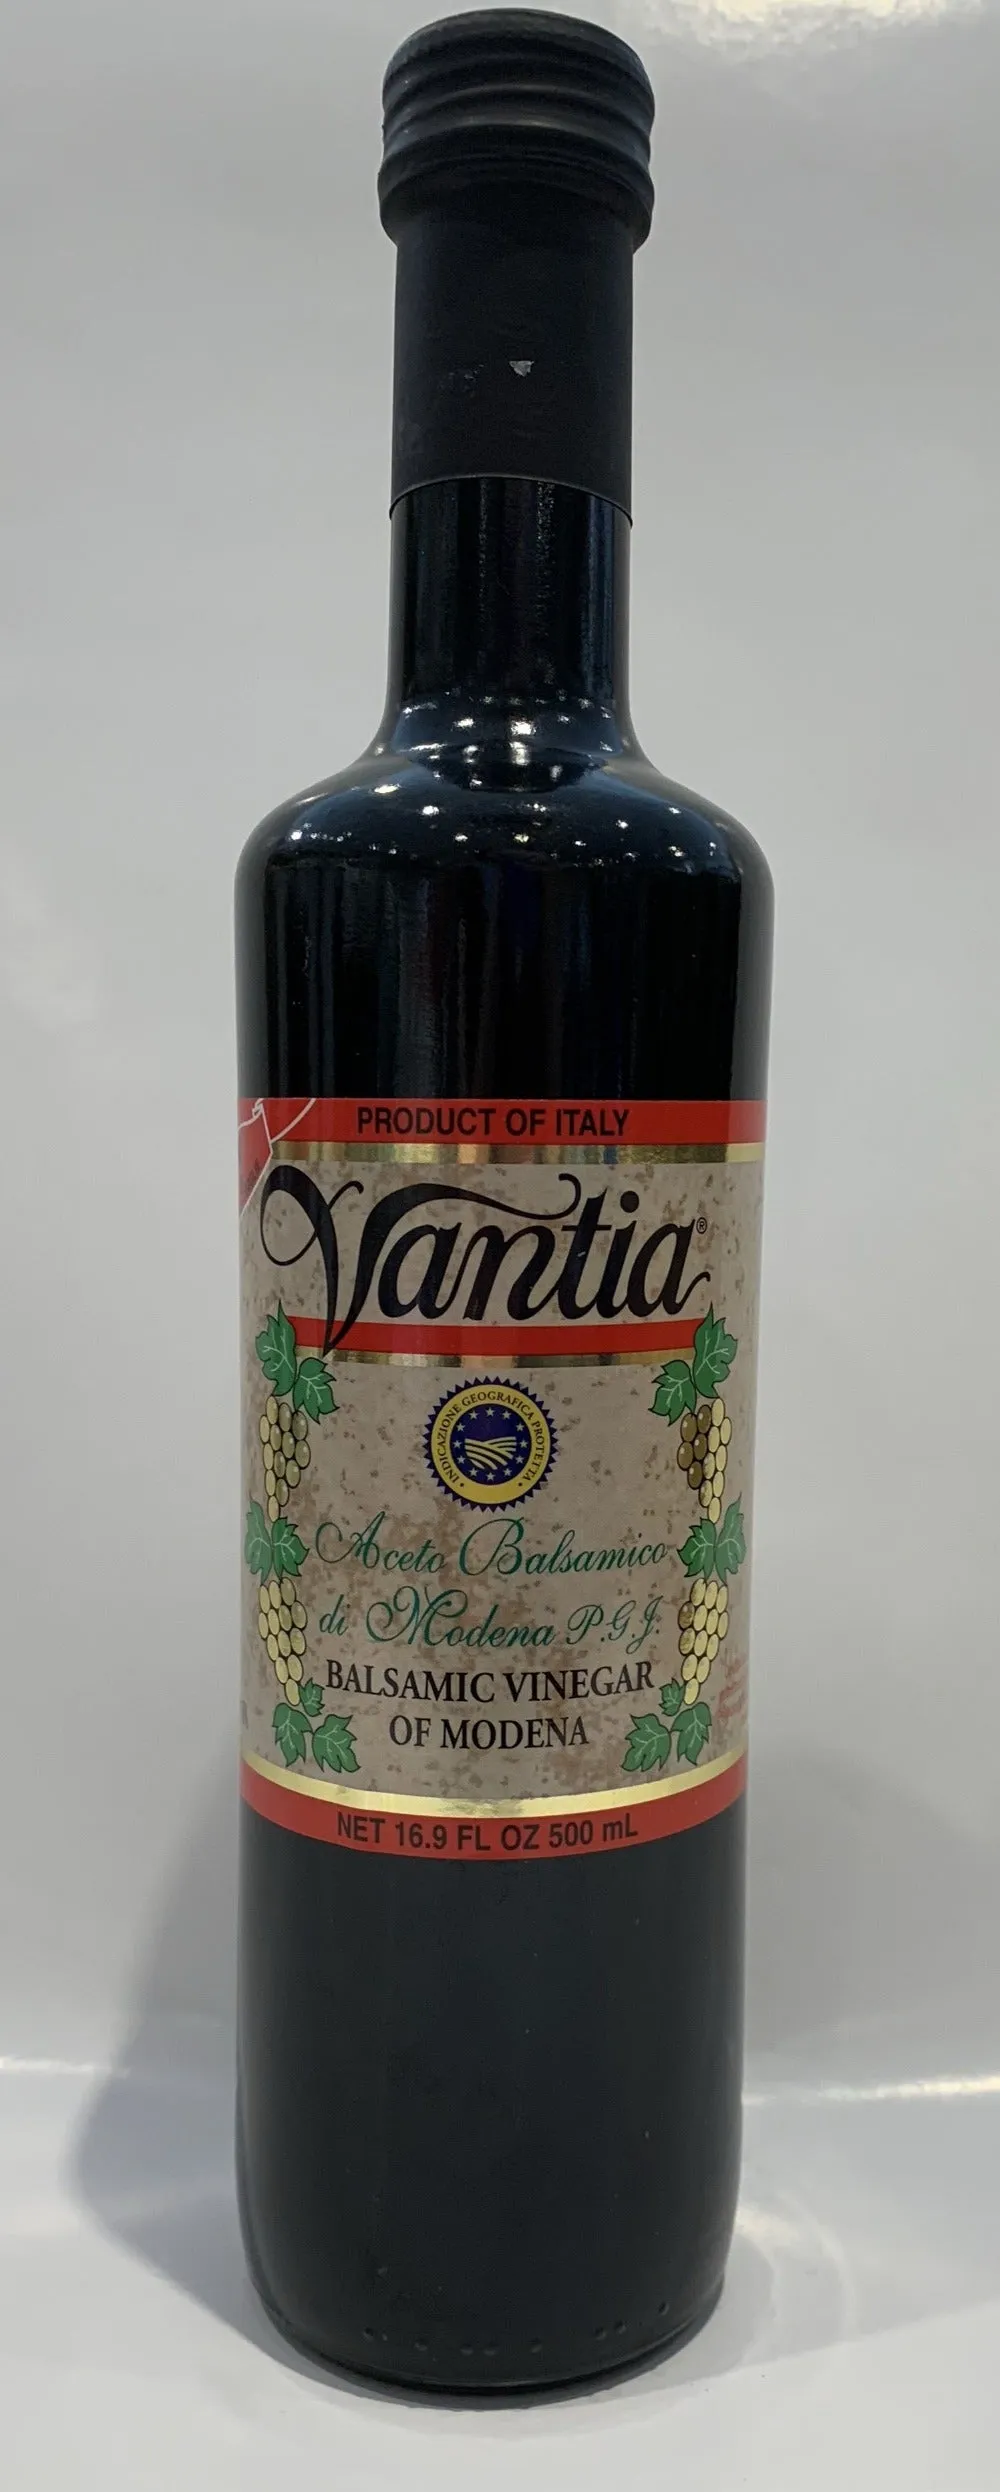 PRODUCT OF ITALY
Vantia®
INDICAZIONE GEOGRAFICA PROTETTA
Aceto Balsamico
di Modena P.G.J.
BALSAMIC VINEGAR
OF MODENA
NET 16.9 FL OZ 500 mL